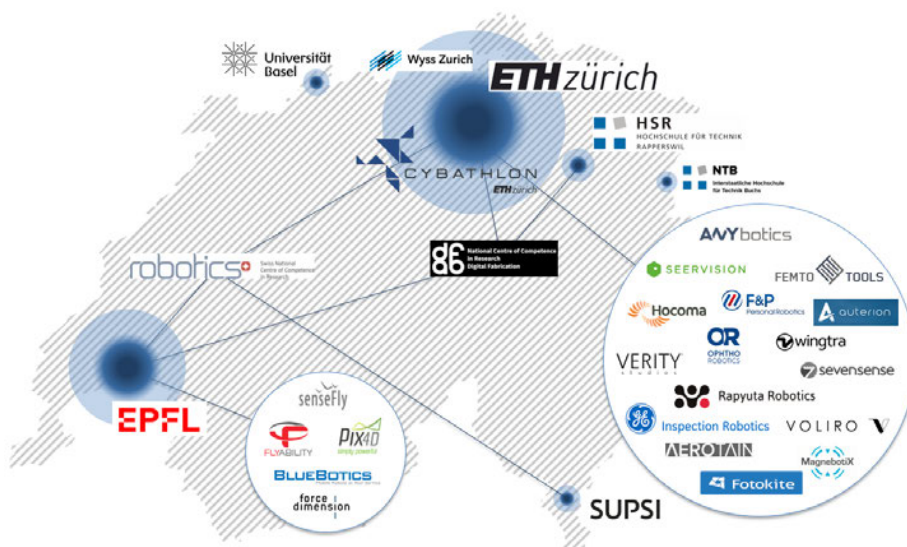 Universität
Basel
Wyss Zurich
ETH zürich
HSR
HOCHSCHULE FÜR TECHNIK
RAPPERSWIL
CYBATHLON
ETH zürich
NTB
Interstaatliche Hochschule
für Technik Buchs
robotics+
Swiss National
Centre of Competence
in Research
dfab
National Centre of Competence
in Research
Digital Fabrication
ANYbotics
SEERVISION
FEMTO TOOLS
Hocoma
F&P
Personal Robotics
auterion
VERITY
studios
OR
OPHTHO
ROBOTICS
wingtra
sevensense
Rapyuta Robotics
Inspection Robotics
VOLIRO
AEROTAIN
MagnebotiX
Fotokite
EPFL
senseFly
FLYABILITY
PIX4D
simply powerful
BLUEBOTICS
force
dimension
SUPSI